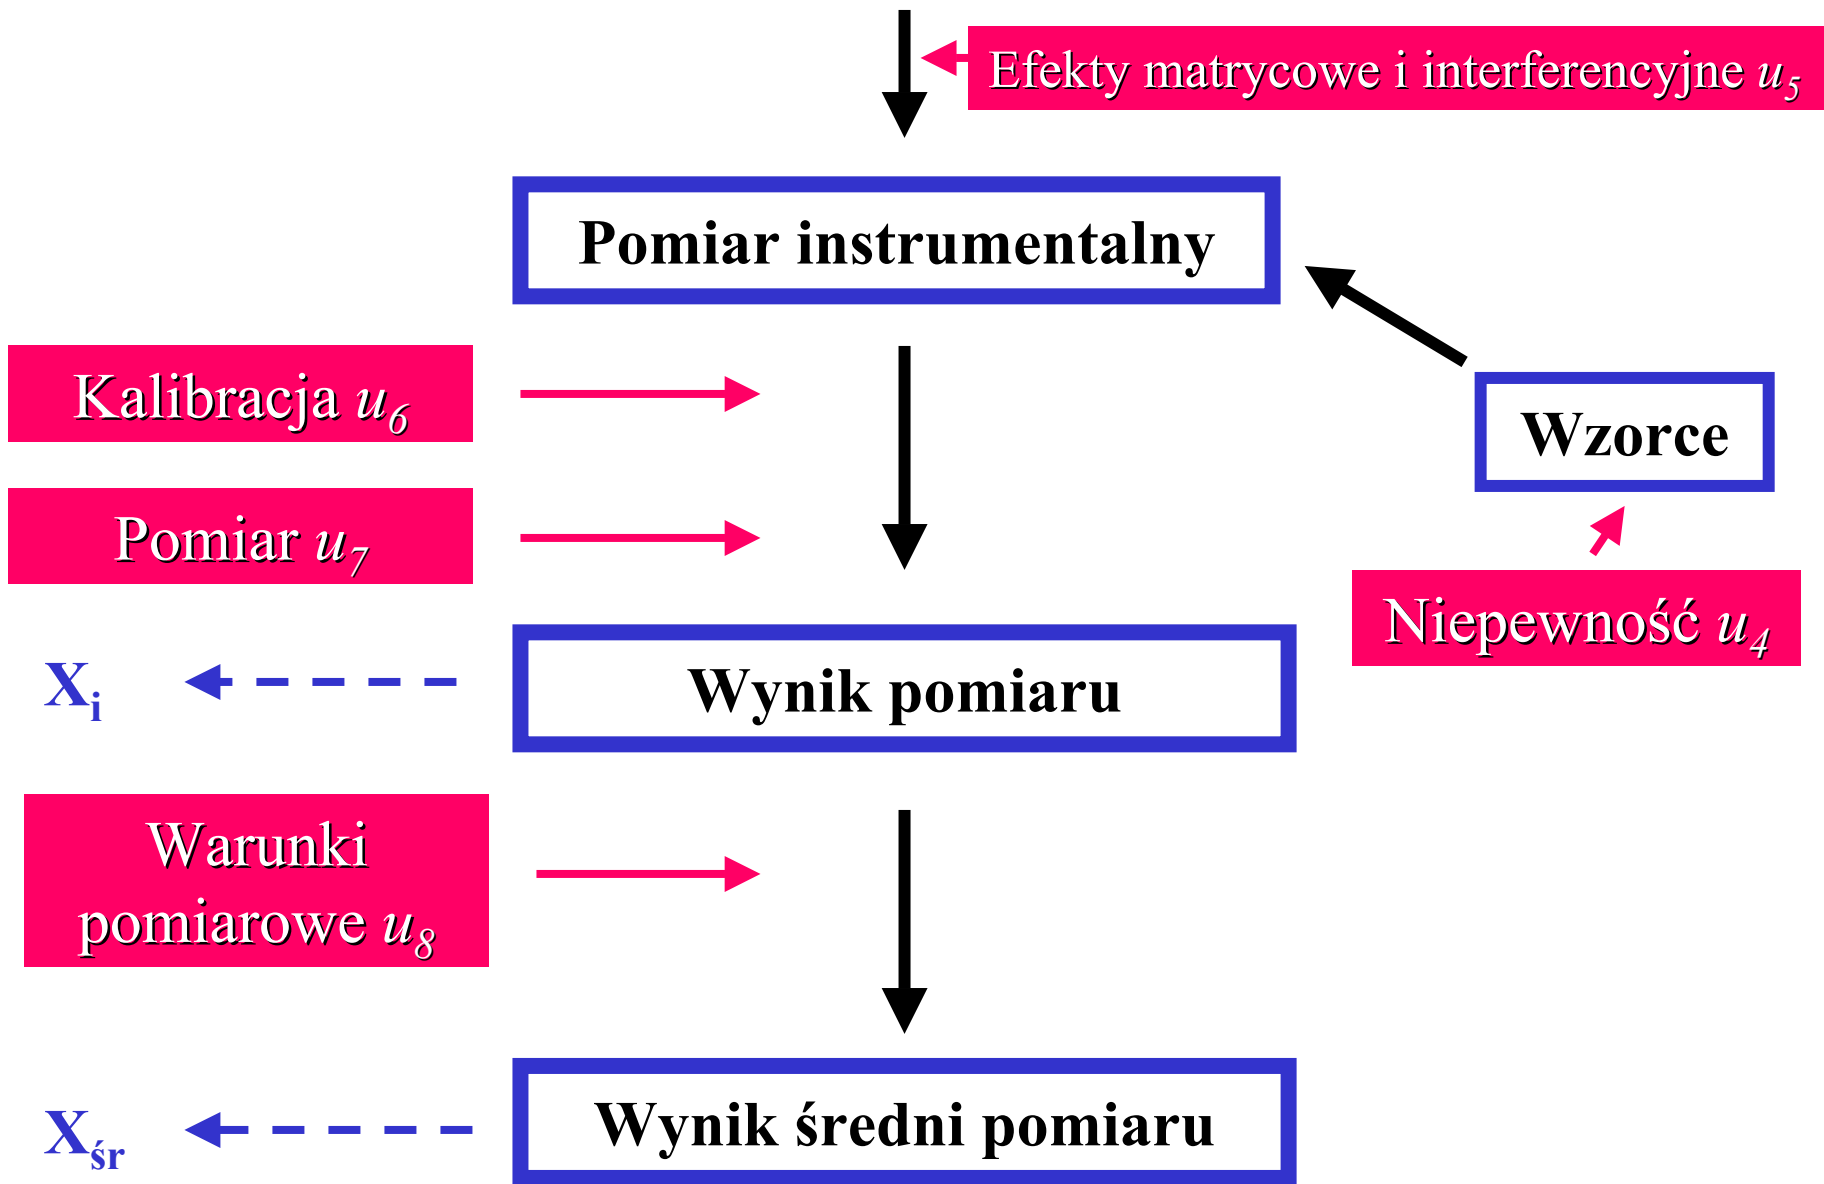 Efekty matrycowe i interferencyjne u5
Pomiar instrumentalny
Kalibracja u6
Wzorce
Pomiar u7
Niepewność u4
Xi
Wynik pomiaru
Warunki
pomiarowe u8
Xśr
Wynik średni pomiaru